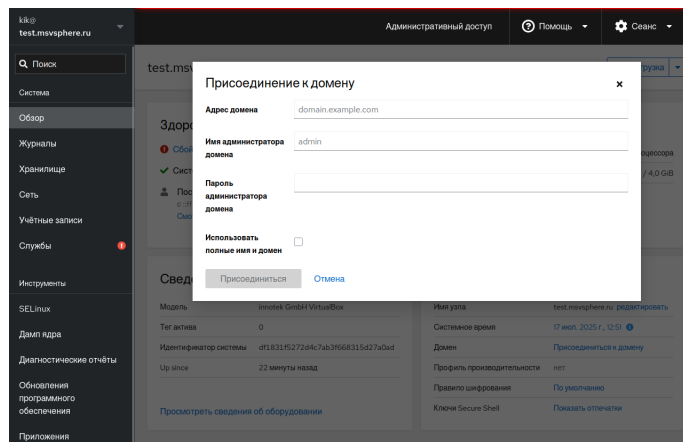 kik@
test.msvsphere.ru
Административный доступ
Помощь
Сеанс
Поиск
Система
Обзор
Журналы
Хранилище
Сеть
Учётные записи
Службы
Инструменты
SELinux
Дамп ядра
Диагностические отчёты
Обновления
программного
обеспечения
Приложения
Присоединение к домену
Адрес домена
domain.example.com
Имя администратора
домена
admin
Пароль
администратора
домена
Использовать
полные имя и домен
Присоединиться
Отмена
Модель
innotek GmbH VirtualBox
Тег актива
0
Идентификатор системы
df1831f5272d4c7ab3f668315d27a0ad
Up since
22 минуты назад
Просмотреть сведения об оборудовании
/ 4,0 GiB
Имя узла
test.msvsphere.ru редактировать
Системное время
17 июл. 2025 г., 12:51
Домен
Присоединиться к домену
Профиль производительности
нет
Правило шифрования
По умолчанию
Ключи Secure Shell
Показать отпечатки